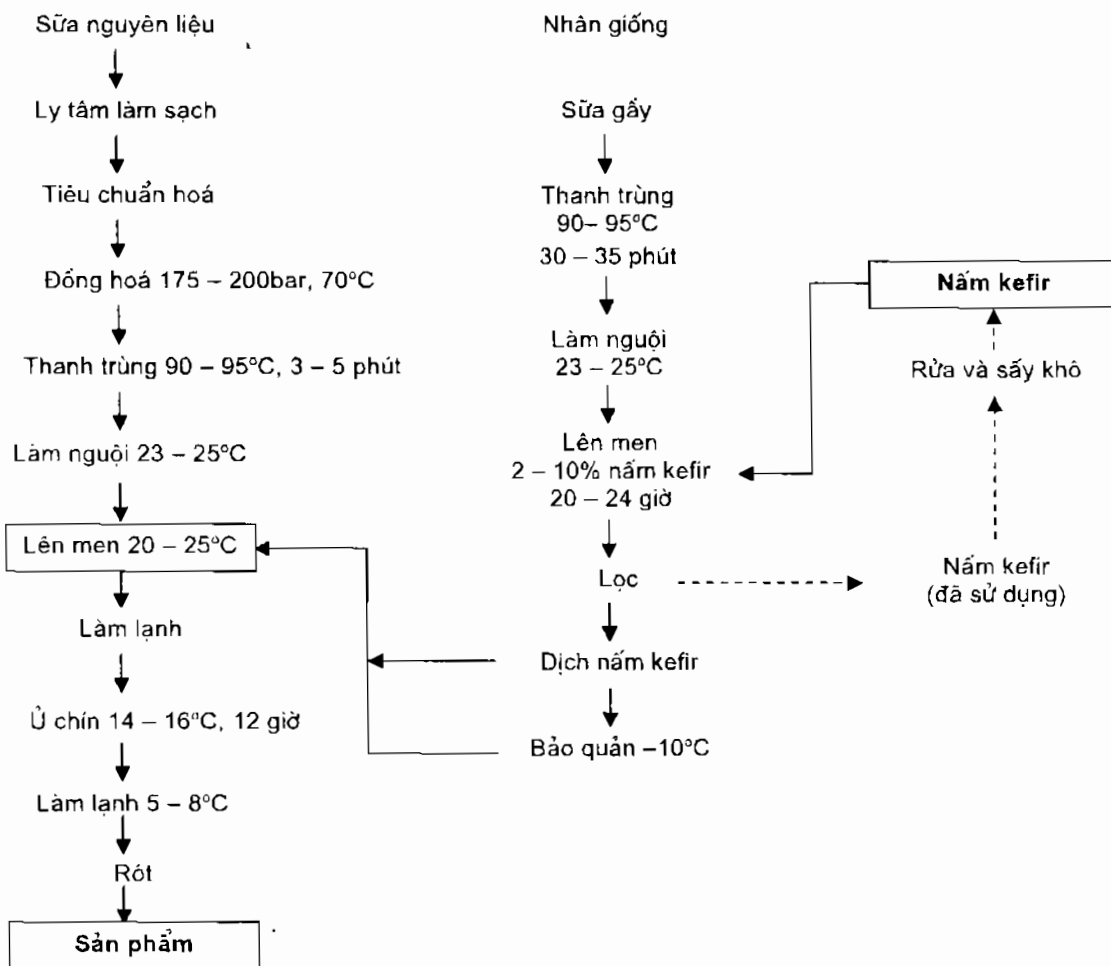 Sữa nguyên liệu
Ly tâm làm sạch
Tiêu chuẩn hoá
Đồng hoá 175 – 200bar, 70°C
Thanh trùng 90 – 95°C, 3 – 5 phút
Làm nguội 23 – 25°C
Lên men 20 – 25°C
Làm lạnh
Ủ chín 14 – 16°C, 12 giờ
Làm lạnh 5 – 8°C
Rót
Sản phẩm
Nhân giống
Sữa gầy
Thanh trùng
90– 95°C
30 – 35 phút
Làm nguội
23 – 25°C
Lên men
2 – 10% nấm kefir
20 – 24 giờ
Lọc
Dịch nấm kefir
Bảo quản –10°C
Nấm kefir
Rửa và sấy khô
Nấm kefir
(đã sử dụng)